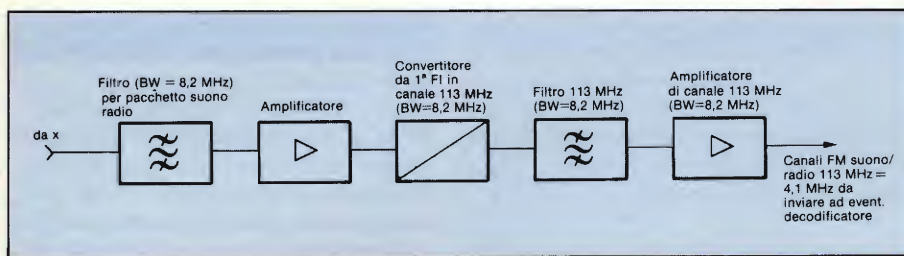 da x
Filtro (BW = 8,2 MHz)
per pacchetto suono
radio
Amplificatore
Convertitore
da 1ª FI in
canale 113 MHz
(BW=8,2 MHz)
Filtro 113 MHz
(BW=8,2 MHz)
Amplificatore
di canale 113 MHz
(BW=8,2 MHz)
Canali FM suono/
radio 113 MHz=
4,1 MHz da
inviare ad event.
decodificatore